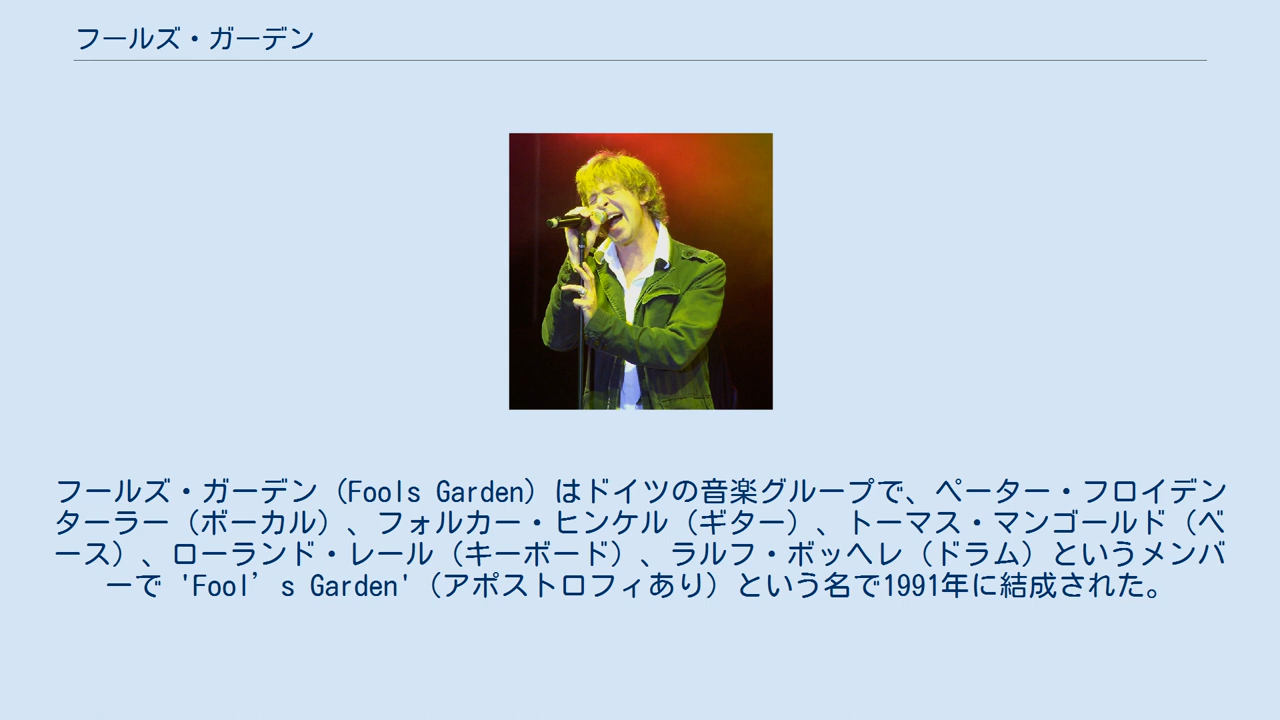 フールズ・ガーデン
フールズ・ガーデン（Fools Garden）はドイツの音楽グループで、ペーター・フロイデン
ターラー（ボーカル）、フォルカー・ヒンケル（ギター）、トーマス・マンゴールド（ベ
ース）、ローランド・レール（キーボード）、ラルフ・ボッヘレ（ドラム）というメンバ
ーで 'Fool’s Garden'（アポストロフィあり）という名で1991年に結成された。